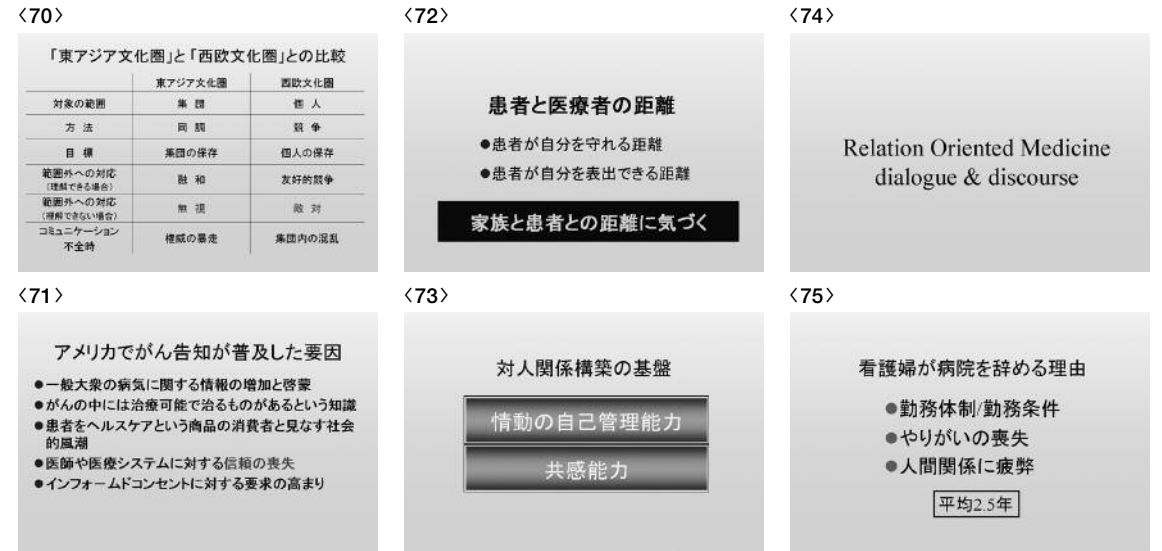 〈70〉
「東アジア文化圏」と「西欧文化圏」との比較
東アジア文化圏 西欧文化圏
対象の範囲 集 団 個 人
方 法 同 調 競 争
目 標 集団の保存 個人の保存
範囲外への対応 融 和 友好的競争
(理解できる場合)
範囲外への対応 無 視 敵 対
(理解できない場合)
コミュニケーション 権威の暴走 集団内の混乱
不全時
〈71〉
アメリカでがん告知が普及した要因
●一般大衆の病気に関する情報の増加と啓蒙
●がんの中には治療可能で治るものがあるという知識
●患者をヘルスケアという商品の消費者と見なす社会
的風潮
●医師や医療システムに対する信頼の喪失
●インフォームドコンセントに対する要求の高まり
〈72〉
患者と医療者の距離
●患者が自分を守れる距離
●患者が自分を表出できる距離
家族と患者との距離に気づく
〈73〉
対人関係構築の基盤
情動の自己管理能力
共感能力
〈74〉
Relation Oriented Medicine
dialogue & discourse
〈75〉
看護婦が病院を辞める理由
●勤務体制/勤務条件
●やりがいの喪失
●人間関係に疲弊
平均2.5年